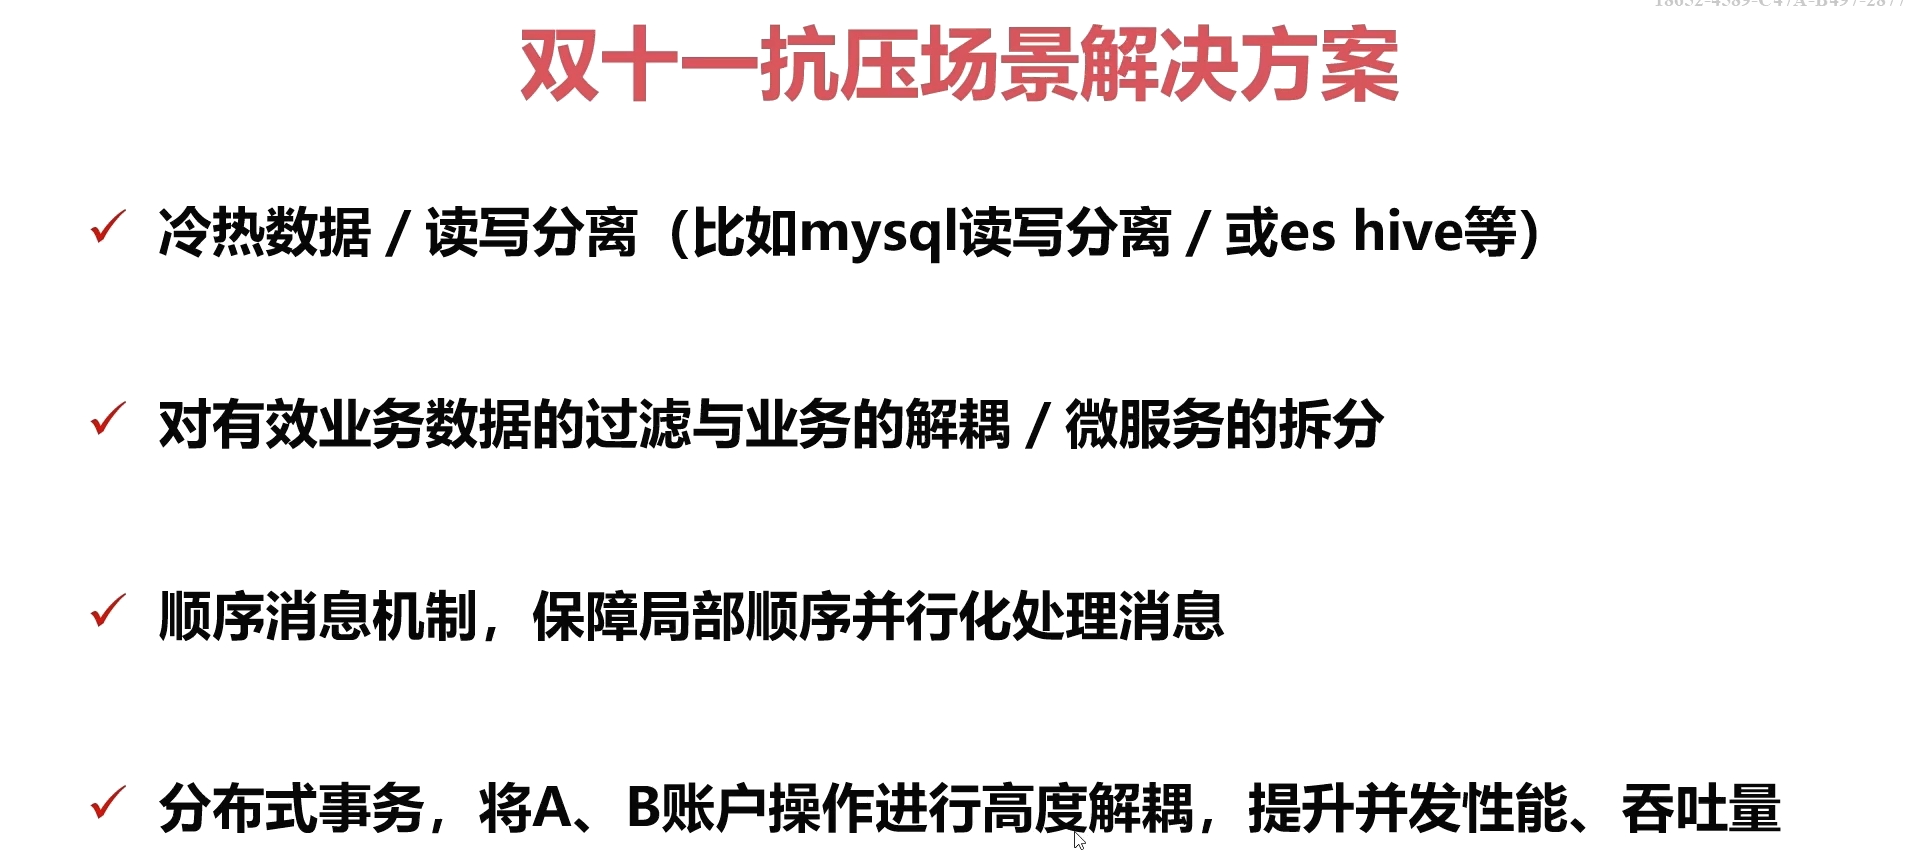 双十一抗压场景解决方案
冷热数据 / 读写分离（比如mysql读写分离 / 或es hive等）
对有效业务数据的过滤与业务的解耦 / 微服务的拆分
顺序消息机制，保障局部顺序并行化处理消息
分布式事务，将A、B账户操作进行高度解耦，提升并发性能、吞吐量